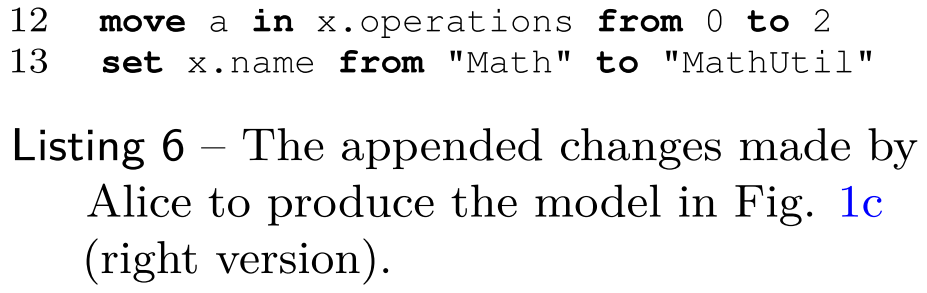 12 move a in x.operations from 0 to 2
13 set x.name from "Math" to "MathUtil"
Listing 6 – The appended changes made by
Alice to produce the model in Fig. 1c
(right version).